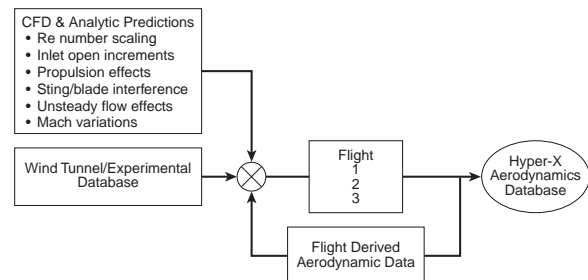 CFD & Analytic Predictions
• Re number scaling
• Inlet open increments
• Propulsion effects
• Sting/blade interference
• Unsteady flow effects
• Mach variations
Wind Tunnel/Experimental
Database
Flight
1
2
3
Hyper-X
Aerodynamics
Database
Flight Derived
Aerodynamic Data